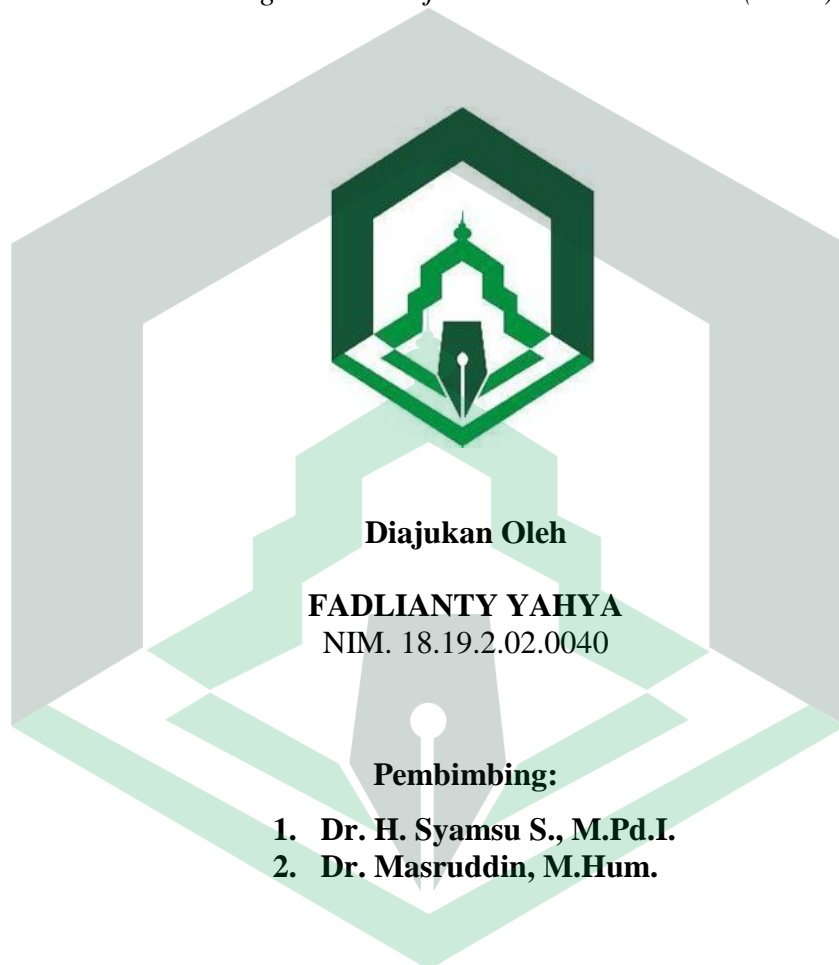 Diajukan Oleh
FADLIANTY YAHYA
NIM. 18.19.2.02.0040
Pembimbing:
1. Dr. H. Syamsu S., M.Pd.I.
2. Dr. Masruddin, M.Hum.